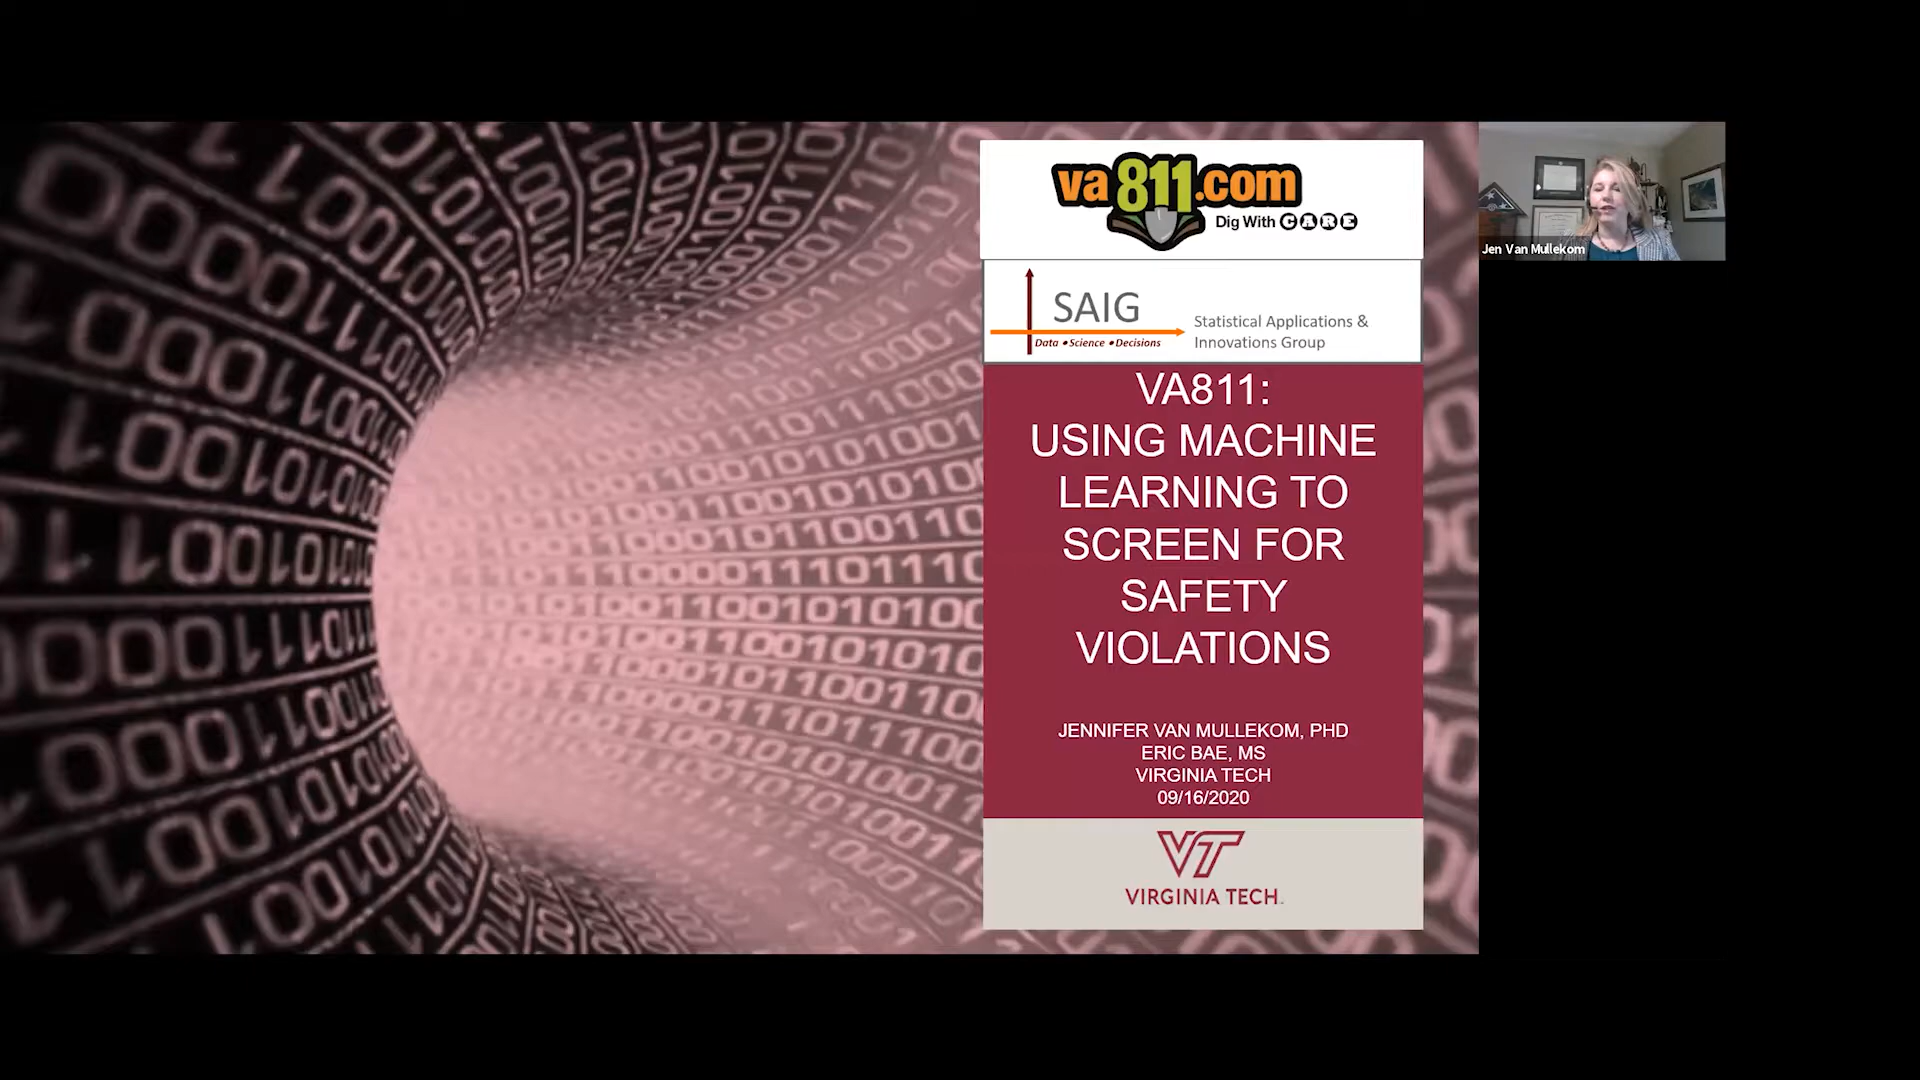 va811.com
Dig With CARE
SAIG
Data • Science • Decisions
Statistical Applications &
Innovations Group
VA811:
USING MACHINE
LEARNING TO
SCREEN FOR
SAFETY
VIOLATIONS
JENNIFER VAN MULLEKOM, PHD
ERIC BAE, MS
VIRGINIA TECH
09/16/2020
VT
VIRGINIA TECH
Jen Van Mullekom